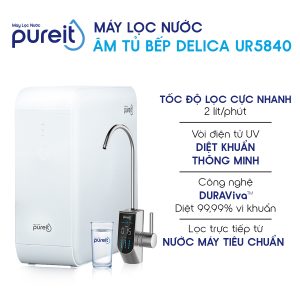 Máy Lọc Nước
pureit
MÁY LỌC NƯỚC
ÂM TỦ BẾP DELICA UR5840
TỐC ĐỘ LỌC CỰC NHANH
2 lít/phút
Vòi điện tử UV
DIỆT KHUẨN
THÔNG MINH
Công nghệ
DURAViva™
Diệt 99,99% vi khuẩn
Lọc trực tiếp từ
NƯỚC MÁY TIÊU CHUẨN
pureit
pureit